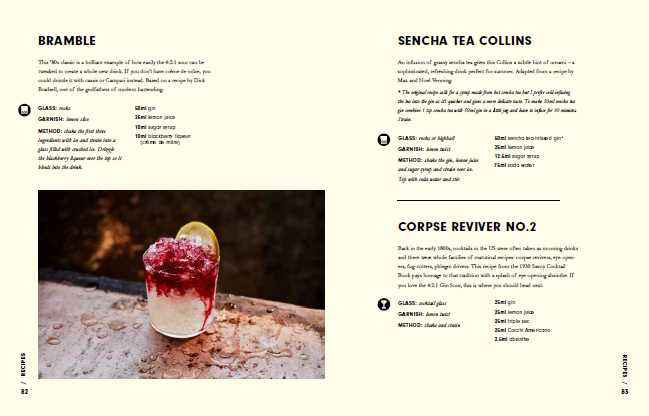 BRAMBLE
This '80s classic is a brilliant example of how easily the 4:2:1 sour can be
tweaked to create a whole new drink. If you don't have crème de mûre, you
could drizzle it with cassis or Campari instead. Based on a recipe by Dick
Bradsell, one of the godfathers of modern bartending.
GLASS: rocks
GARNISH: lemon slice
METHOD: shake the first three
ingredients with ice and strain into a
glass filled with crushed ice. Drizzle
the blackberry liqueur over the top so it
bleeds into the drink.
50ml gin
25ml lemon juice
10ml sugar syrup
10ml blackberry liqueur
(crème de mûre)
RECIPES
/
82
SENCHA TEA COLLINS
An infusion of grassy sencha tea gives this Collins a subtle hint of umami – a
sophisticated, refreshing drink perfect for summer. Adapted from a recipe by
Max and Noel Venning.
* The original recipe calls for a syrup made from hot sencha tea but I prefer cold infusing
the tea into the gin as it's quicker and gives a more delicate taste. To make 50ml sencha tea
gin combine 1 tsp sencha tea with 50ml gin in a little jug and leave to infuse for 30 minutes.
Strain.
GLASS: rocks or highball
GARNISH: lemon twist
METHOD: shake the gin, lemon juice
and sugar syrup and strain over ice.
Top with soda water and stir.
50ml sencha tea-infused gin*
25ml lemon juice
12.5ml sugar syrup
75ml soda water
CORPSE REVIVER NO.2
Back in the early 1800s, cocktails in the US were often taken as morning drinks
and there were whole families of matutinal recipes: corpse revivers, eye-open-
ers, fog-cutters, phlegm drivers. This recipe from the 1930 Savoy Cocktail
Book pays homage to that tradition with a splash of eye-opening absinthe. If
you love the 4:2:1 Gin Sour, this is where you should head next.
GLASS: cocktail glass
GARNISH: lemon twist
METHOD: shake and strain
25ml gin
25ml lemon juice
25ml triple sec
25ml Cocchi Americano
2.5ml absinthe
RECIPES
/
83